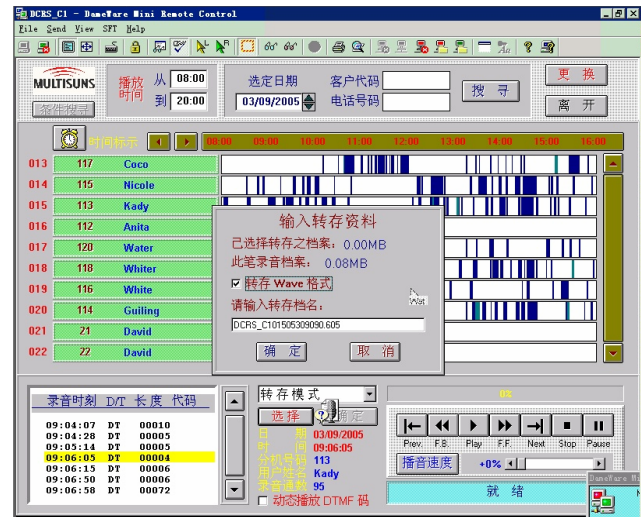 DCRS_C1 - DameWare Mini Remote Control
File Send View SFT Help
MULTISUNS
播放时间
从 08:00
到 20:00
选定日期
03/09/2005
客户代码
电话号码
搜 寻
更 换
离 开
条件搜寻
时间标示
08:00 09:00 10:00 11:00 12:00 13:00 14:00 15:00 16:00
013 117 Coco
014 115 Nicole
015 113 Kady
016 112 Anita
017 120 Water
018 118 Whiter
019 116 White
020 114 Guiling
021 21 David
022 22 David
输入转存资料
己选择转存之档案: 0.00MB
此笔录音档案: 0.08MB
转存 Wave 格式
请输入转存档名:
DCRS_C101505309090.605
确 定
取 消
Wst
录音时刻 D/T 长度 代码
09:04:07 DT 00010
09:04:28 DT 00005
09:05:14 DT 00005
09:06:05 DT 00004
09:06:15 DT 00006
09:06:50 DT 00006
09:06:58 DT 00072
转存模式
选择
确定
日 期 03/09/2005
时 间 09:06:05
分机号码 113
用户姓名 Kady
录音通数 95
动态播放 DTMF 码
0%
Prev. F.B. Play F.F. Next Stop Pause
播音速度
+0%
就 绪
DameWare Mi